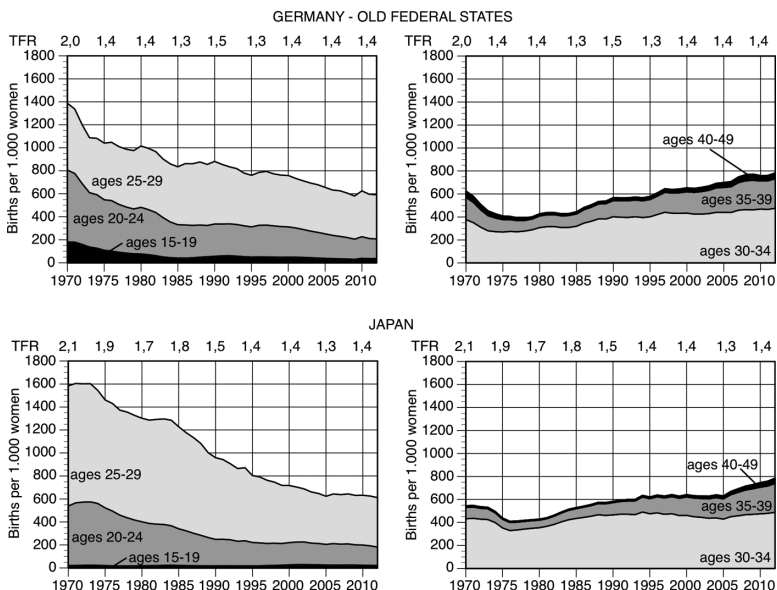 GERMANY - OLD FEDERAL STATES
TFR 2,0 1,4 1,4 1,3 1,5 1,3 1,4 1,4 1,4
Births per 1.000 women
1800
1600
1400
1200
1000
800
600
400
200
0
ages 25-29
ages 20-24
ages 15-19
1970 1975 1980 1985 1990 1995 2000 2005 2010
TFR 2,0 1,4 1,4 1,3 1,5 1,3 1,4 1,4 1,4
Births per 1.000 women
1800
1600
1400
1200
1000
800
600
400
200
0
ages 40-49
ages 35-39
ages 30-34
1970 1975 1980 1985 1990 1995 2000 2005 2010
JAPAN
TFR 2,1 1,9 1,7 1,8 1,5 1,4 1,4 1,3 1,4
Births per 1.000 women
1800
1600
1400
1200
1000
800
600
400
200
0
ages 25-29
ages 20-24
ages 15-19
1970 1975 1980 1985 1990 1995 2000 2005 2010
TFR 2,1 1,9 1,7 1,8 1,5 1,4 1,4 1,3 1,4
Births per 1.000 women
1800
1600
1400
1200
1000
800
600
400
200
0
ages 40-49
ages 35-39
ages 30-34
1970 1975 1980 1985 1990 1995 2000 2005 2010